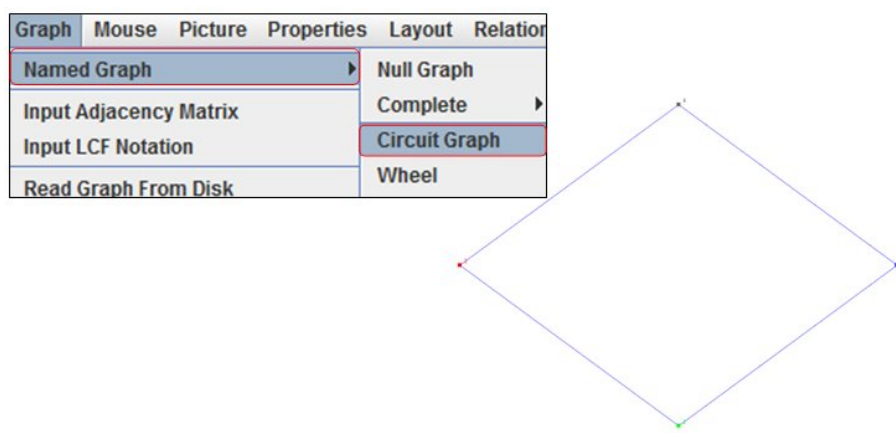 Graph Mouse Picture Properties Layout Relation
Named Graph
Input Adjacency Matrix
Input LCF Notation
Read Graph From Disk
Null Graph
Complete
Circuit Graph
Wheel